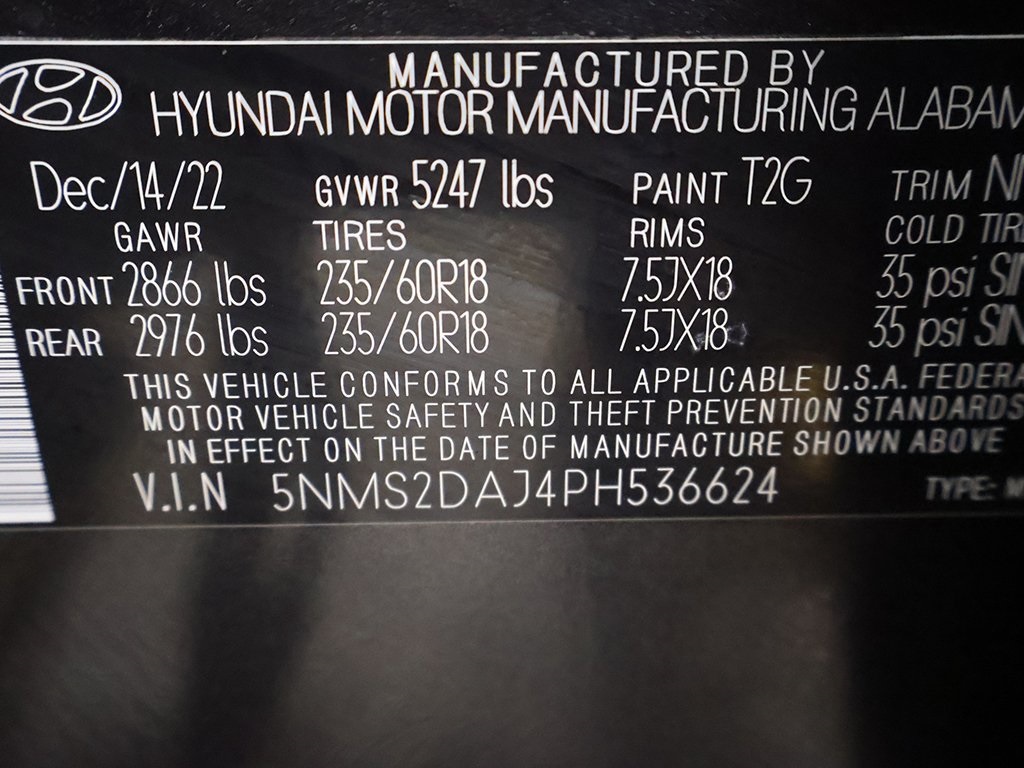 MANUFACTURED BY
HYUNDAI MOTOR MANUFACTURING
Dec/14/22 GVWR 5247 lbs PAINT T2G TRIM
GAWR TIRES RIMS COLD
FRONT 2866 lbs 235/60R18 7.5JX18 35 psi
REAR 2976 lbs 235/60R18 7.5JX18 35 psi
THIS VEHICLE CONFORMS TO ALL APPLICABLE U.S.A.
MOTOR VEHICLE SAFETY AND THEFT PREVENTION STANDARDS
IN EFFECT ON THE DATE OF MANUFACTURE SHOWN ABOVE
V.I.N 5NMS2DAJ4PH536624 TYPE: